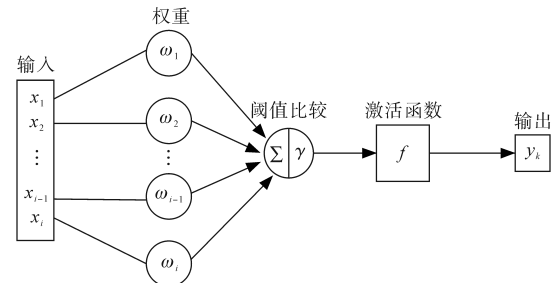 权重
输入
x₁
x₂
⋮
xᵢ₋₁
xᵢ
ω₁
ω₂
⋮
ωᵢ₋₁
ωᵢ
阈值比较
Σ γ
激活函数
f
输出
yₖ